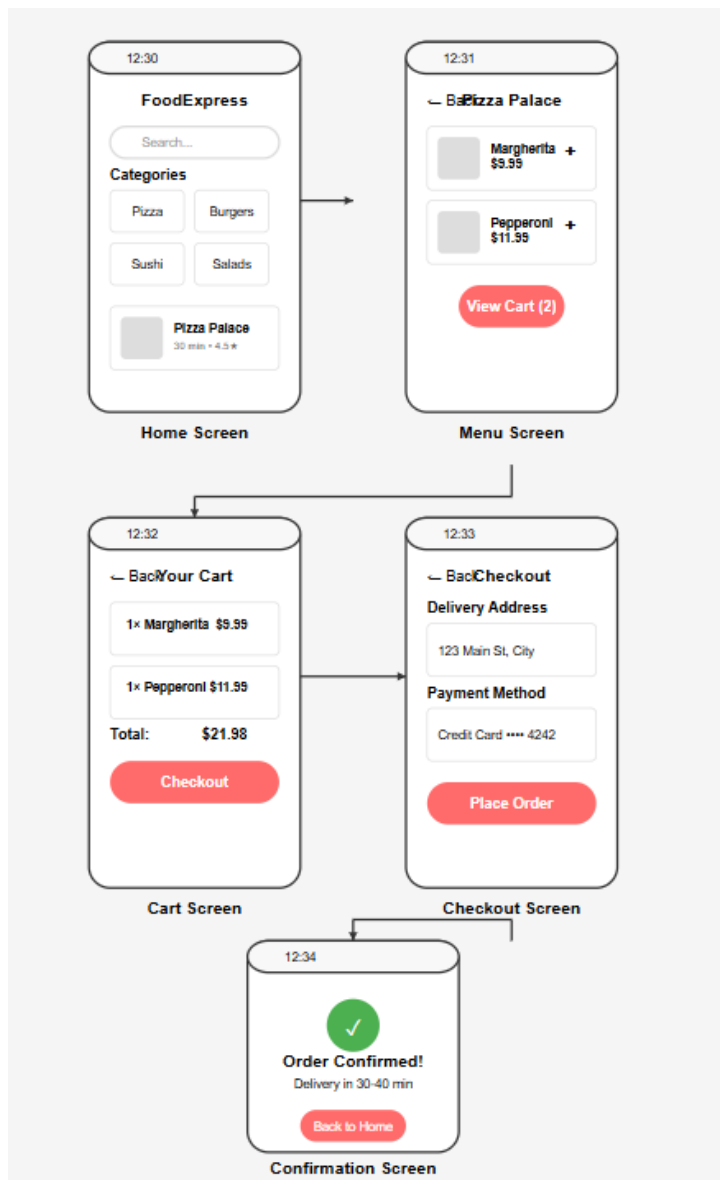 12:30
FoodExpress
Search...
Categories
Pizza
Burgers
Sushi
Salads
Pizza Palace
30 min • 4.5★
Home Screen
12:31
← Back
Pizza Palace
Margherita +
$9.99
Pepperoni +
$11.99
View Cart (2)
Menu Screen
12:32
← Back
Your Cart
1× Margherita $9.99
1× Pepperoni $11.99
Total: $21.98
Checkout
Cart Screen
12:33
← Back
Checkout
Delivery Address
123 Main St, City
Payment Method
Credit Card •••• 4242
Place Order
Checkout Screen
12:34
✓
Order Confirmed!
Delivery in 30-40 min
Back to Home
Confirmation Screen